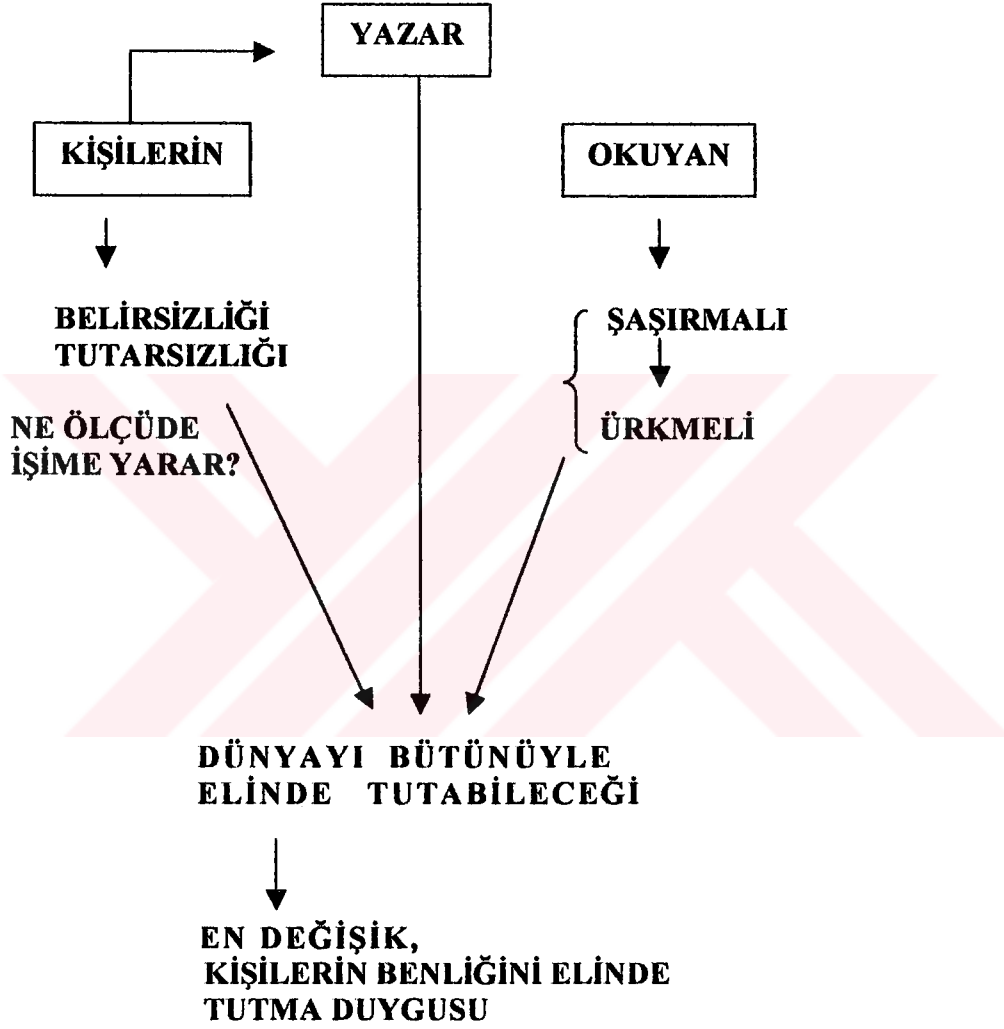 YAZAR
KİŞİLERİN
OKUYAN
BELİRSİZLİĞİ
TUTARSIZLIĞI
NE ÖLÇÜDE
İŞİME YARAR?
ŞAŞIRMALI
ÜRKMELİ
DÜNYAYI BÜTÜNÜYLE
ELİNDE TUTABİLECEĞİ
EN DEĞİŞİK,
KİŞİLERİN BENLİĞİNİ ELİNDE
TUTMA DUYGUSU